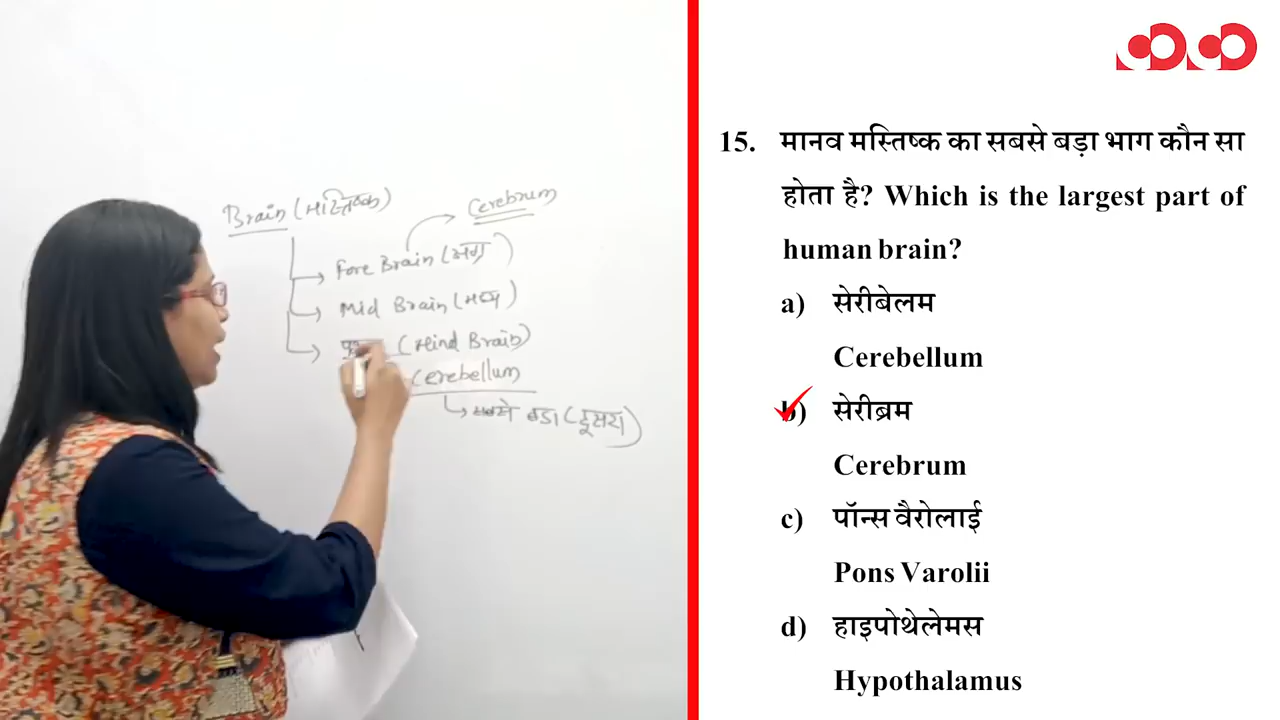 Brain (मस्तिष्क)
Cerebrum
Fore Brain (अग्र)
Mid Brain (मध्य)
(Hind Brain)
Cerebellum
सबसे बडा (दूसरा)
15. मानव मस्तिष्क का सबसे बड़ा भाग कौन सा
होता है? Which is the largest part of
human brain?
a) सेरीबेलम
Cerebellum
b) सेरीब्रम
Cerebrum
c) पॉन्स वैरोलाई
Pons Varolii
d) हाइपोथेलेमस
Hypothalamus